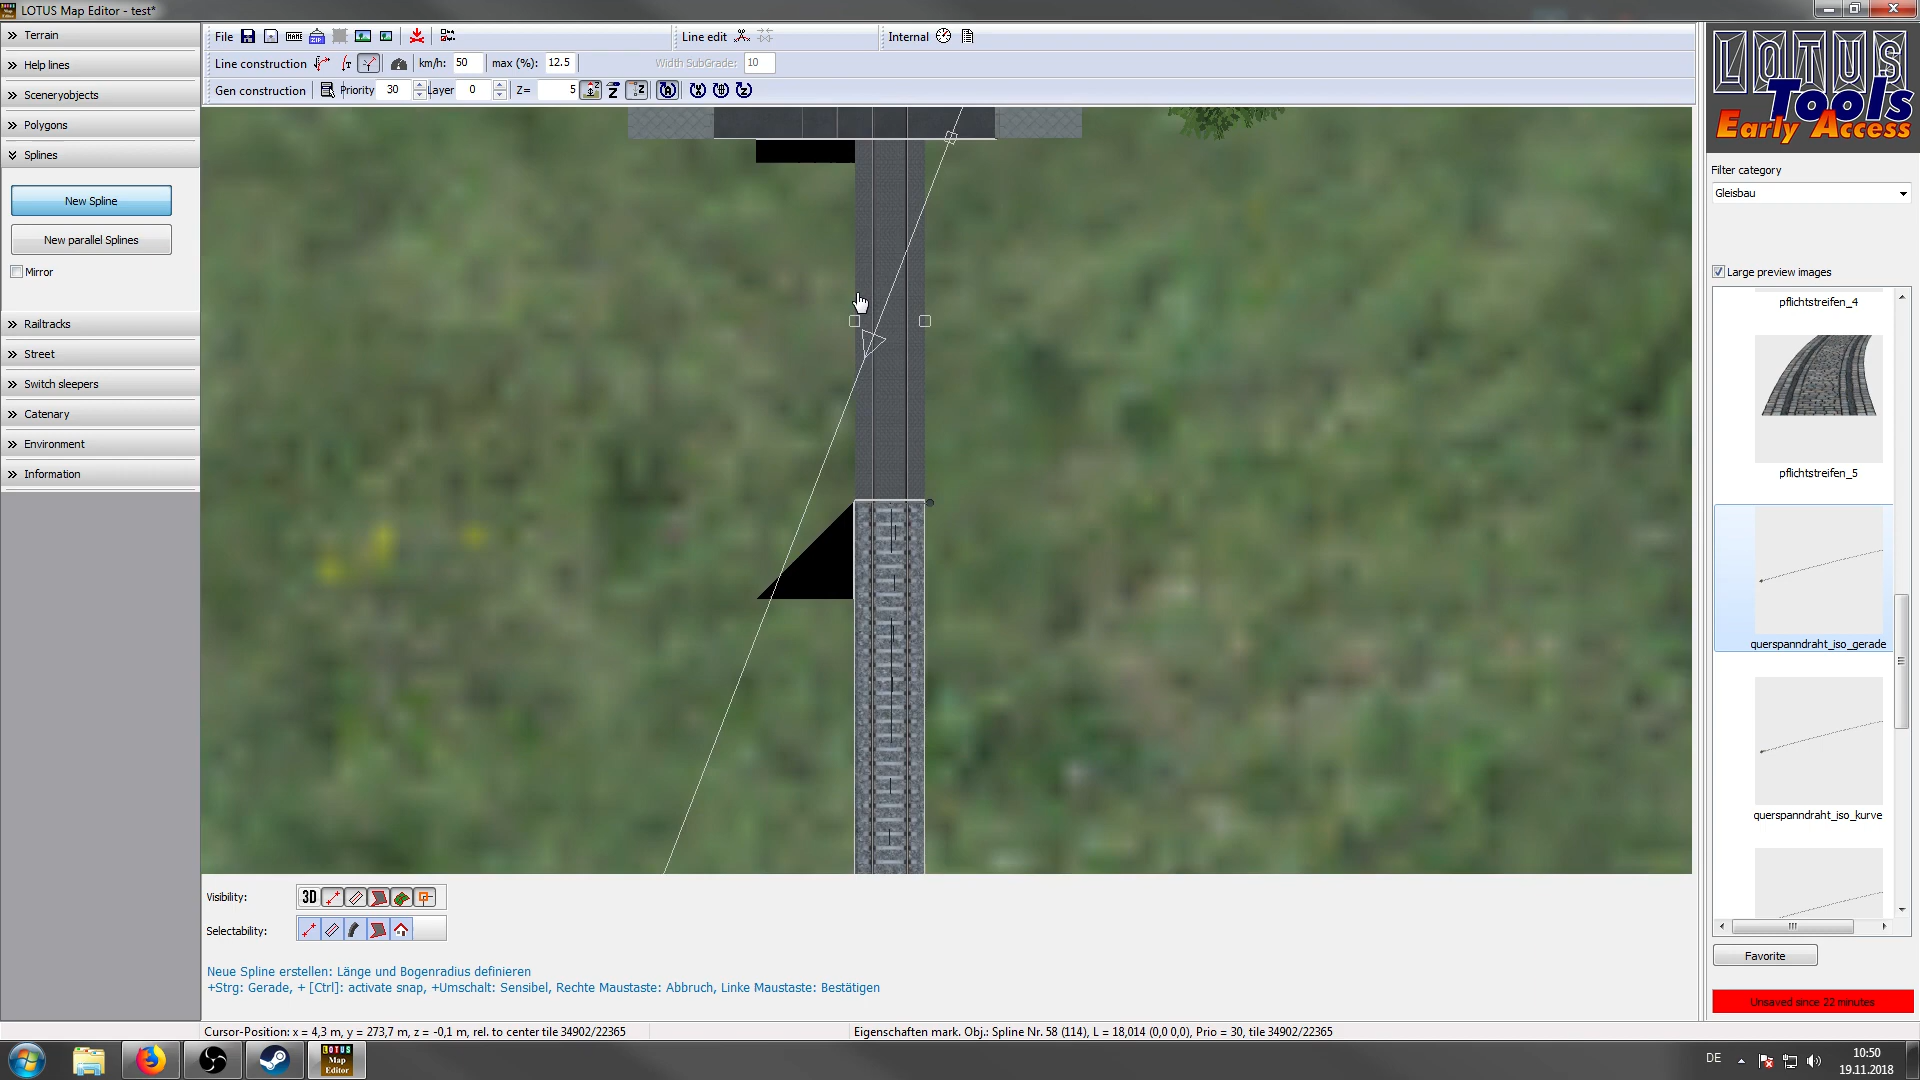 LOTUS Map Editor - test*
Terrain
Help lines
Sceneryobjects
Polygons
Splines
New Spline
New parallel Splines
Mirror
Railtracks
Street
Switch sleepers
Catenary
Environment
Information
File
Line edit
Internal
Line construction
km/h:
50
max (%):
12.5
Width SubGrade:
10
Gen construction
Priority
30
Layer
0
Z=
5
LOTUS
Tools
Early Access
Filter category
Gleisbau
Large preview images
pflichtstreifen_4
pflichtstreifen_5
querspanndraht_iso_gerade
querspanndraht_iso_kurve
Favorite
Unsaved since 22 minutes
Visibility:
3D
Selectability:
Neue Spline erstellen: Länge und Bogenradius definieren
+Strg: Gerade, + [Ctrl]: activate snap, +Umschalt: Sensibel, Rechte Maustaste: Abbruch, Linke Maustaste: Bestätigen
Cursor-Position: x = 4,3 m, y = 273,7 m, z = -0,1 m, rel. to center tile 34902/22365
Eigenschaften mark. Obj.: Spline Nr. 58 (114), L = 18,014 (0,0 0,0), Prio = 30, tile 34902/22365
LOTUS
Map
Editor
DE
10:50
19.11.2018